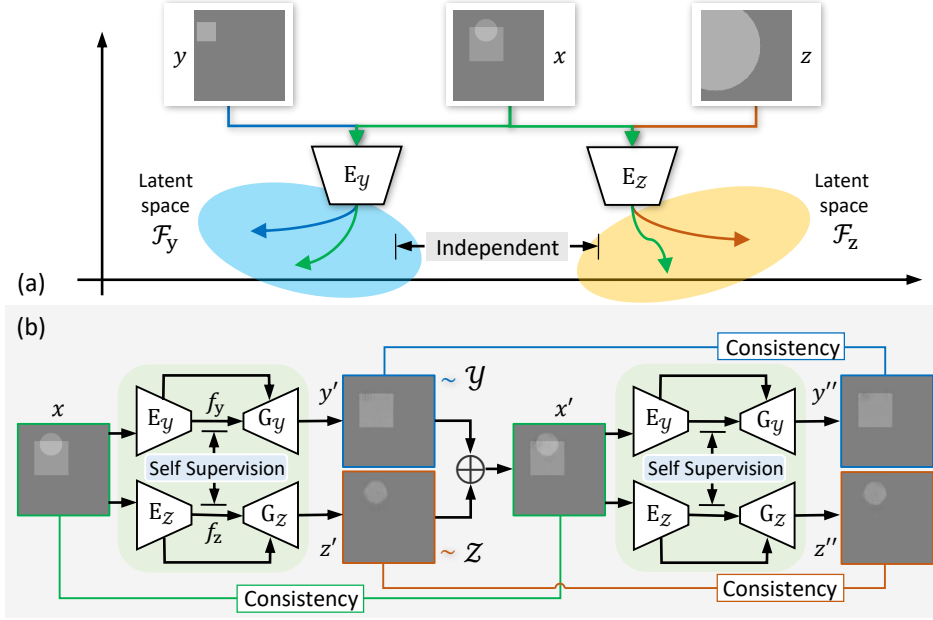 y
x
z
E𝒴
E𝒵
Latent
space
ℱy
Independent
Latent
space
ℱz
(a)
(b)
Consistency
x
E𝒴
fy
G𝒴
y′
~ 𝒴
x′
E𝒴
G𝒴
y′′
Self Supervision
Self Supervision
E𝒵
fz
G𝒵
z′
~ 𝒵
E𝒵
G𝒵
z′′
Consistency
Consistency